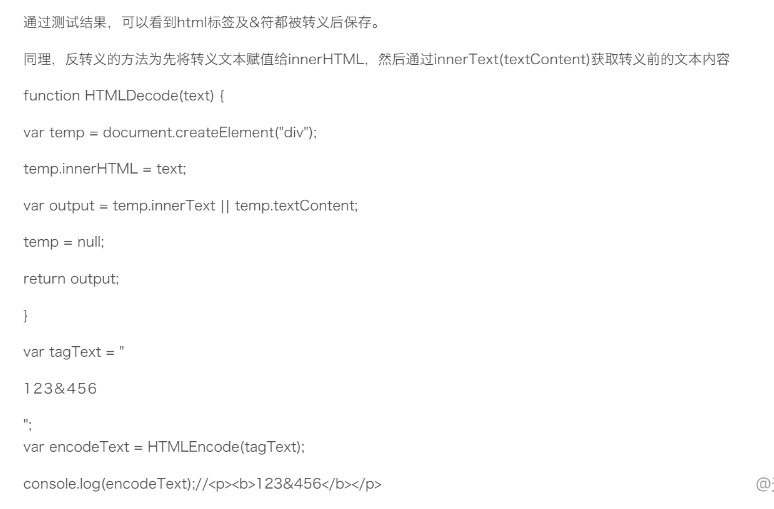 通过测试结果，可以看到html标签及&符都被转义后保存。
同理，反转义的方法为先将转义文本赋值给innerHTML，然后通过innerText(textContent)获取转义前的文本内容
function HTMLDecode(text) {
var temp = document.createElement("div");
temp.innerHTML = text;
var output = temp.innerText || temp.textContent;
temp = null;
return output;
}
var tagText = "
123&456
";
var encodeText = HTMLEncode(tagText);
console.log(encodeText);//<p><b>123&456</b></p>
@